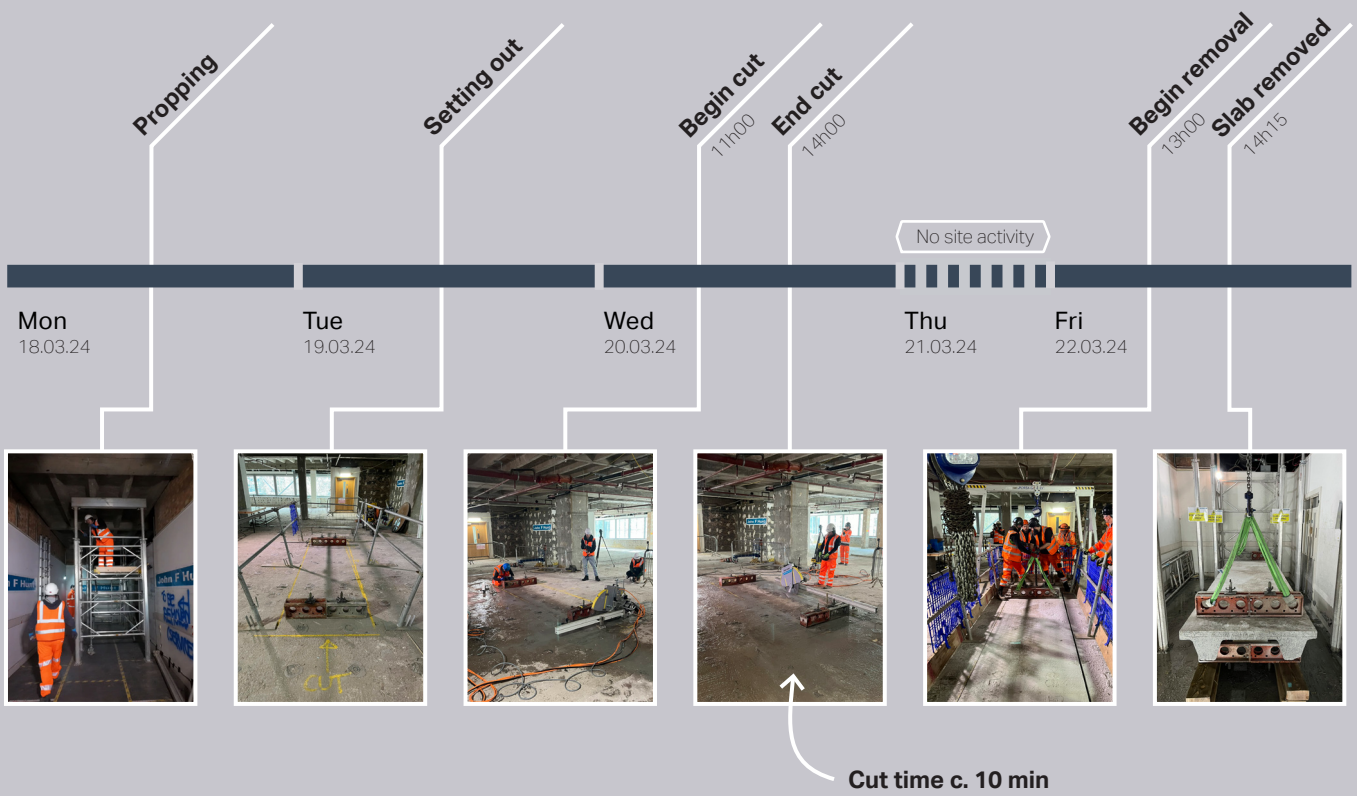 Propping
Setting out
Begin cut
11h00
End cut
14h00
Begin removal
13h00
Slab removed
14h15
No site activity
Mon
18.03.24
Tue
19.03.24
Wed
20.03.24
Thu
21.03.24
Fri
22.03.24
John F Hu
CUT
Cut time c. 10 min